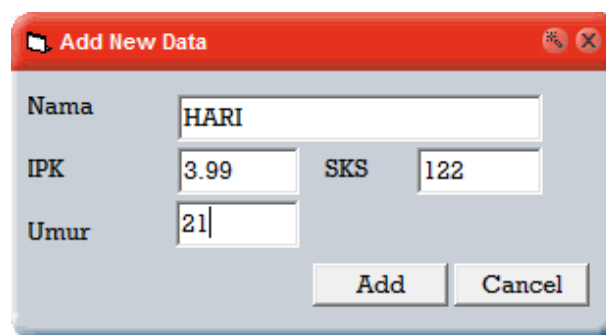 Add New Data
Nama HARI
IPK 3.99 SKS 122
Umur 21
Add Cancel